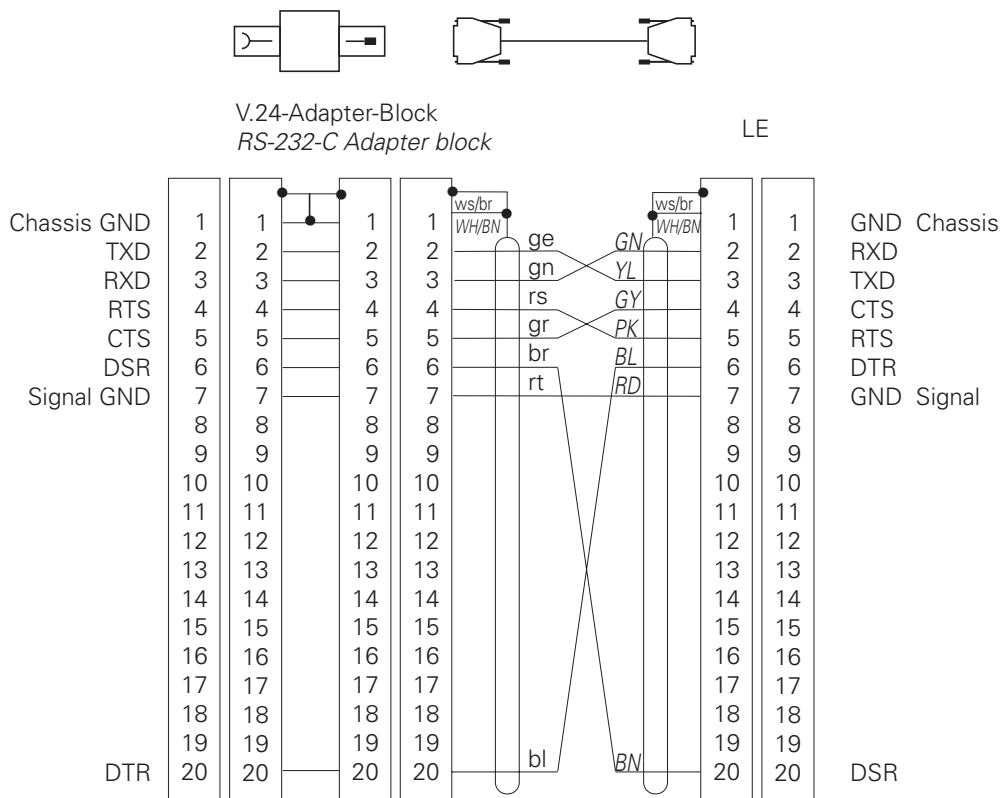 V.24-Adapter-Block
RS-232-C Adapter block
LE
ws/br ws/br
Chassis GND 1 1 1 1 WH/BN WH/BN 1 1 GND Chassis
TXD 2 2 2 2 ge GN 2 2 RXD
RXD 3 3 3 3 gn YL 3 3 TXD
RTS 4 4 4 4 rs GY 4 4 CTS
CTS 5 5 5 5 gr PK 5 5 RTS
DSR 6 6 6 6 br BL 6 6 DTR
Signal GND 7 7 7 7 rt RD 7 7 GND Signal
8 8 8 8 8 8
9 9 9 9 9 9
10 10 10 10 10 10
11 11 11 11 11 11
12 12 12 12 12 12
13 13 13 13 13 13
14 14 14 14 14 14
15 15 15 15 15 15
16 16 16 16 16 16
17 17 17 17 17 17
18 18 18 18 18 18
19 19 19 19 19 19
DTR 20 20 20 20 bl BN 20 20 DSR